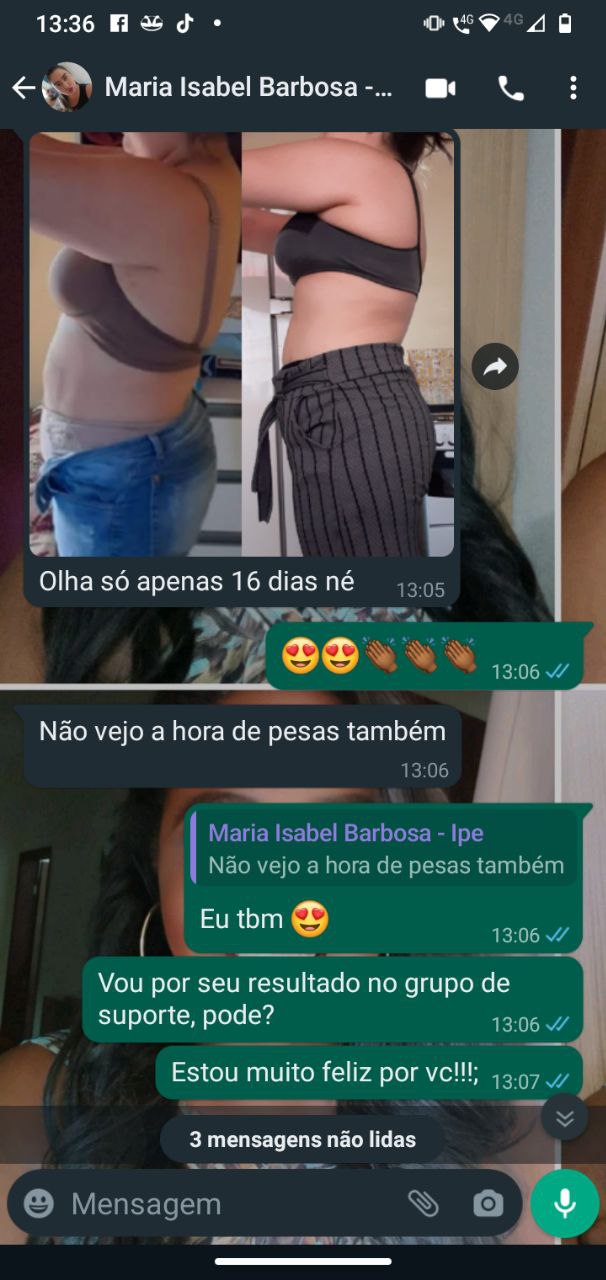 13:36
4G
4G
Maria Isabel Barbosa -...
Olha só apenas 16 dias né
13:05
13:06
Não vejo a hora de pesas também
13:06
Maria Isabel Barbosa - Ipe
Não vejo a hora de pesas também
Eu tbm 😍
13:06
Vou por seu resultado no grupo de
suporte, pode?
13:06
Estou muito feliz por vc!!!;
13:07
3 mensagens não lidas
Mensagem